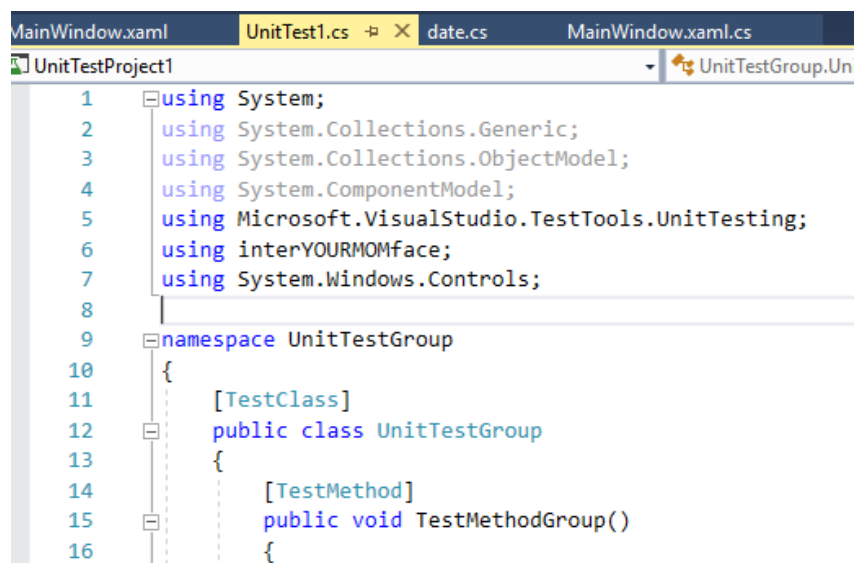 MainWindow.xaml UnitTest1.cs date.cs MainWindow.xaml.cs
UnitTestProject1 UnitTestGroup.Un
1 using System;
2 using System.Collections.Generic;
3 using System.Collections.ObjectModel;
4 using System.ComponentModel;
5 using Microsoft.VisualStudio.TestTools.UnitTesting;
6 using interYOURMOMface;
7 using System.Windows.Controls;
8
9 namespace UnitTestGroup
10 {
11 [TestClass]
12 public class UnitTestGroup
13 {
14 [TestMethod]
15 public void TestMethodGroup()
16 {